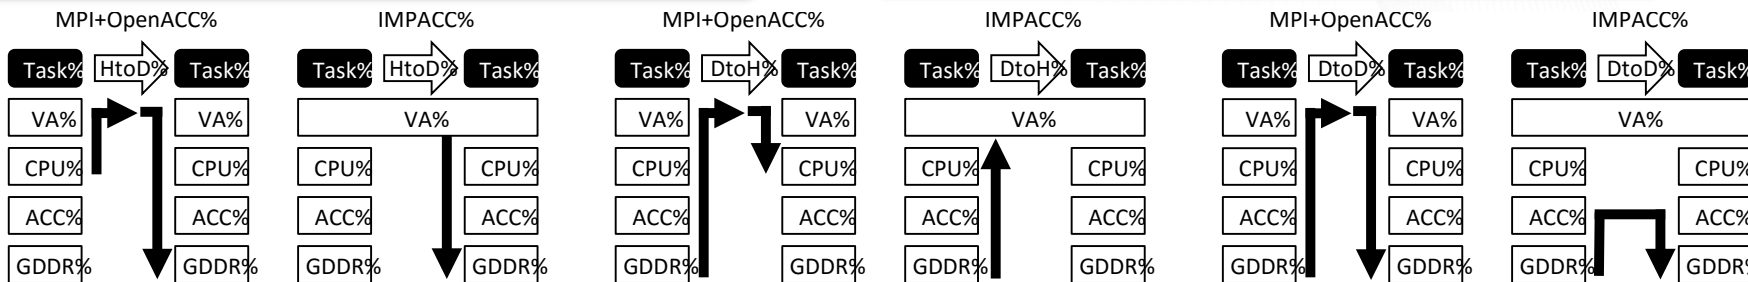 MPI+OpenACC% IMPACC% MPI+OpenACC% IMPACC% MPI+OpenACC% IMPACC%
Task% HtoD% Task% Task% HtoD% Task% Task% DtoH% Task% Task% DtoH% Task% Task% DtoD% Task% Task% DtoD% Task%
VA% VA% VA% VA% VA% VA% VA% VA% VA%
CPU% CPU% CPU% CPU% CPU% CPU% CPU% CPU% CPU% CPU% CPU% CPU%
ACC% ACC% ACC% ACC% ACC% ACC% ACC% ACC% ACC% ACC% ACC% ACC%
GDDR% GDDR% GDDR% GDDR% GDDR% GDDR% GDDR% GDDR% GDDR% GDDR% GDDR% GDDR%